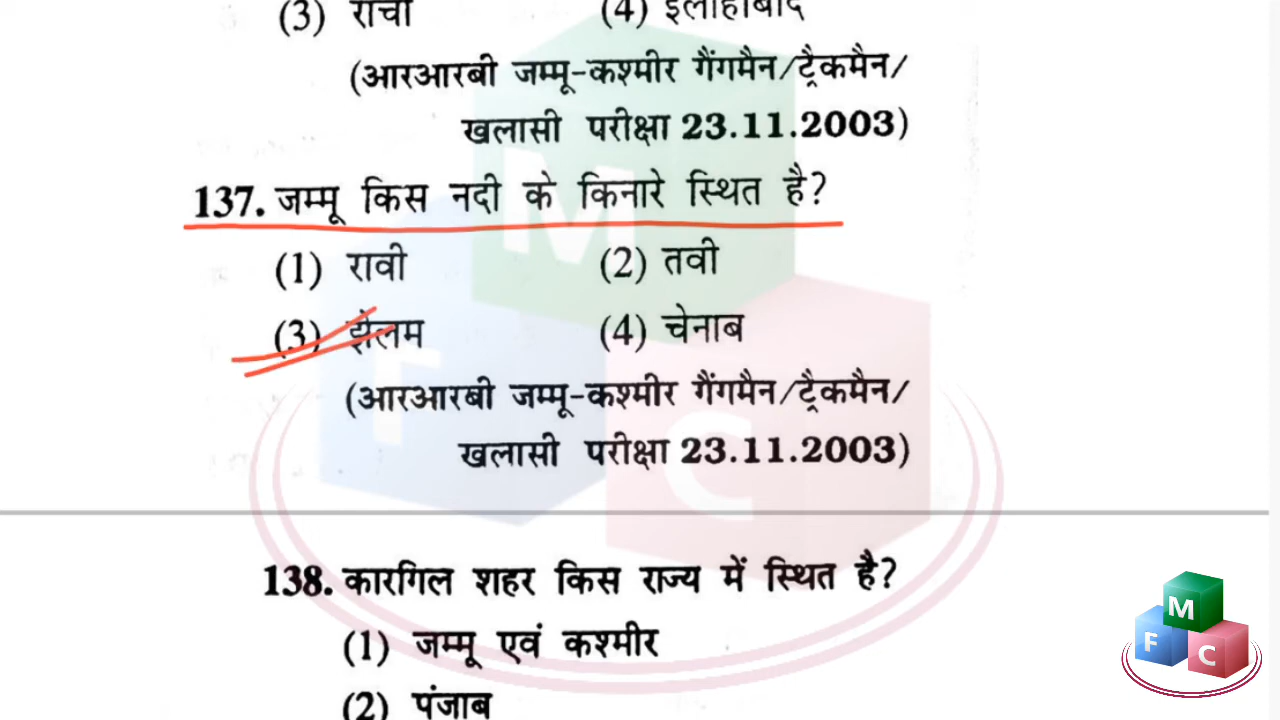 (3) रांची (4) इलाहाबाद
(आरआरबी जम्मू-कश्मीर गैंगमैन/ट्रैकमैन/
खलासी परीक्षा 23.11.2003)
137. जम्मू किस नदी के किनारे स्थित है?
(1) रावी (2) तवी
(3) झेलम (4) चेनाब
(आरआरबी जम्मू-कश्मीर गैंगमैन/ट्रैकमैन/
खलासी परीक्षा 23.11.2003)
138. कारगिल शहर किस राज्य में स्थित है?
(1) जम्मू एवं कश्मीर
(2) पंजाब
M
F C
M
F C